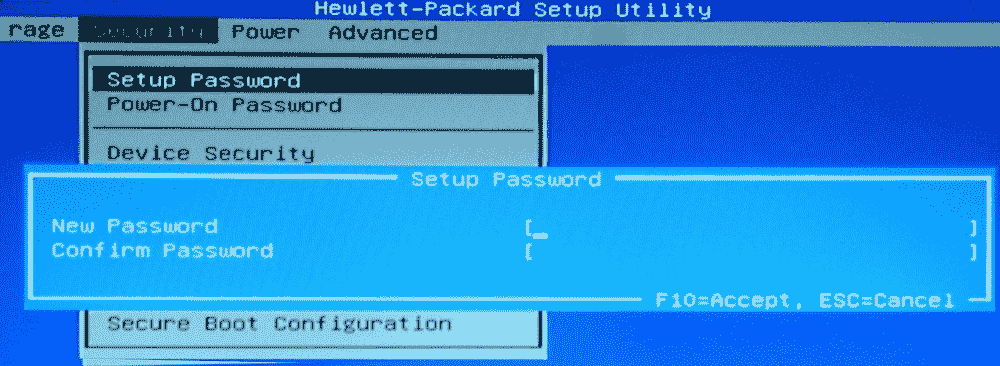 Hewlett-Packard Setup Utility
rage Security Power Advanced
Setup Password
Power-On Password
Device Security
Setup Password
New Password [_ ]
Confirm Password [ ]
F10=Accept, ESC=Cancel
Secure Boot Configuration